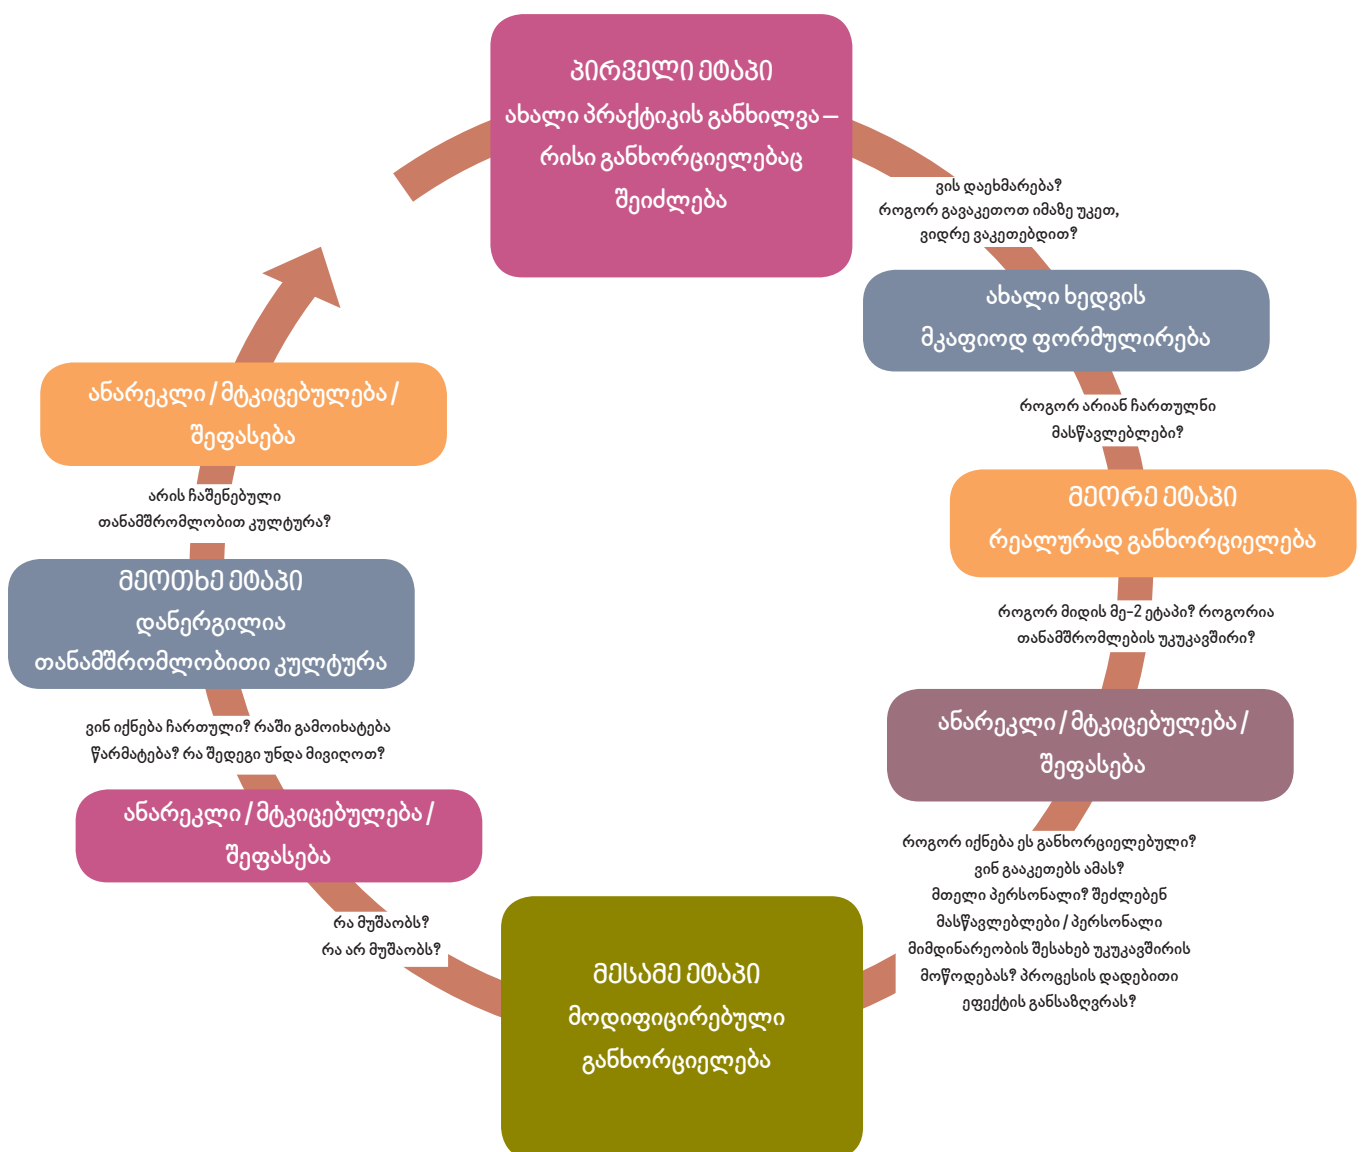 პირველი ეტაპი
ახალი პრაქტიკის განხილვა –
რისი განხორციელებაც
შეიძლება
ვის დაეხმარება?
როგორ გავაკეთოთ იმაზე უკეთ,
ვიდრე ვაკეთებდით?
ახალი ხედვის
მკაფიოდ ფორმულირება
როგორ არიან ჩართულნი
მასწავლებლები?
მეორე ეტაპი
რეალურად განხორციელება
როგორ მიდის მე-2 ეტაპი? როგორია
თანამშრომლების უკუკავშირი?
ანარეკლი / მტკიცებულება /
შეფასება
როგორ იქნება ეს განხორციელებული?
ვინ გააკეთებს ამას?
მთელი პერსონალი? შეძლებენ
მასწავლებლები / პერსონალი
მიმდინარეობის შესახებ უკუკავშირის
მოწოდებას? პროცესის დადებითი
ეფექტის განსაზღვრას?
მესამე ეტაპი
მოდიფიცირებული
განხორციელება
რა მუშაობს?
რა არ მუშაობს?
ანარეკლი / მტკიცებულება /
შეფასება
ვინ იქნება ჩართული? რაში გამოიხატება
წარმატება? რა შედეგი უნდა მივიღოთ?
მეოთხე ეტაპი
დანერგილია
თანამშრომლობითი კულტურა
არის ჩაშენებული
თანამშრომლობით კულტურა?
ანარეკლი / მტკიცებულება /
შეფასება